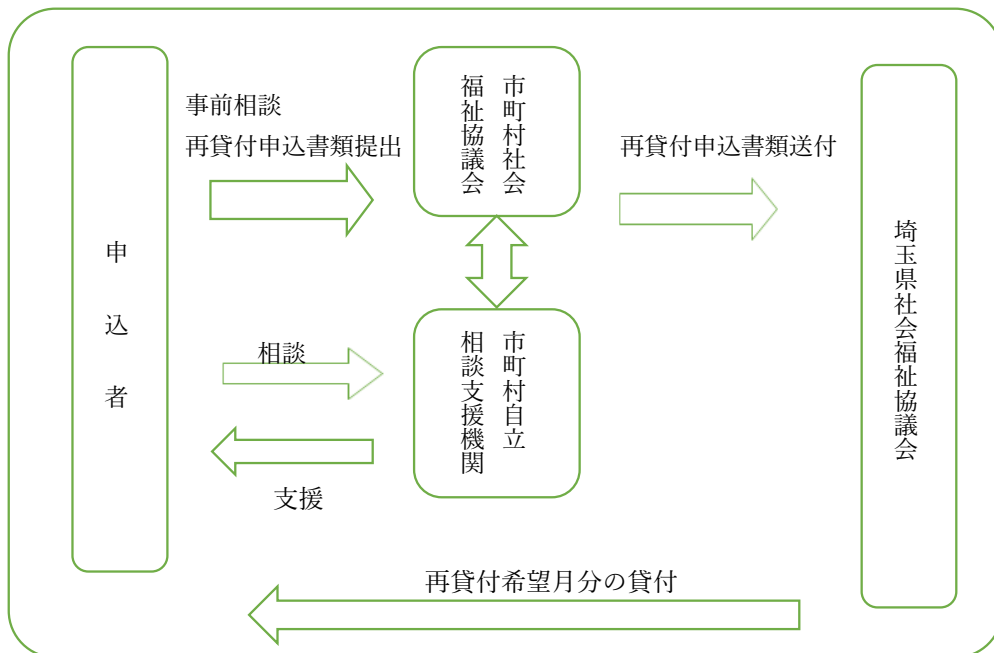 申込者
事前相談
再貸付申込書類提出
市町村社会
福祉協議会
再貸付申込書類送付
埼玉県社会福祉協議会
相談
市町村自立
相談支援機関
支援
再貸付希望月分の貸付